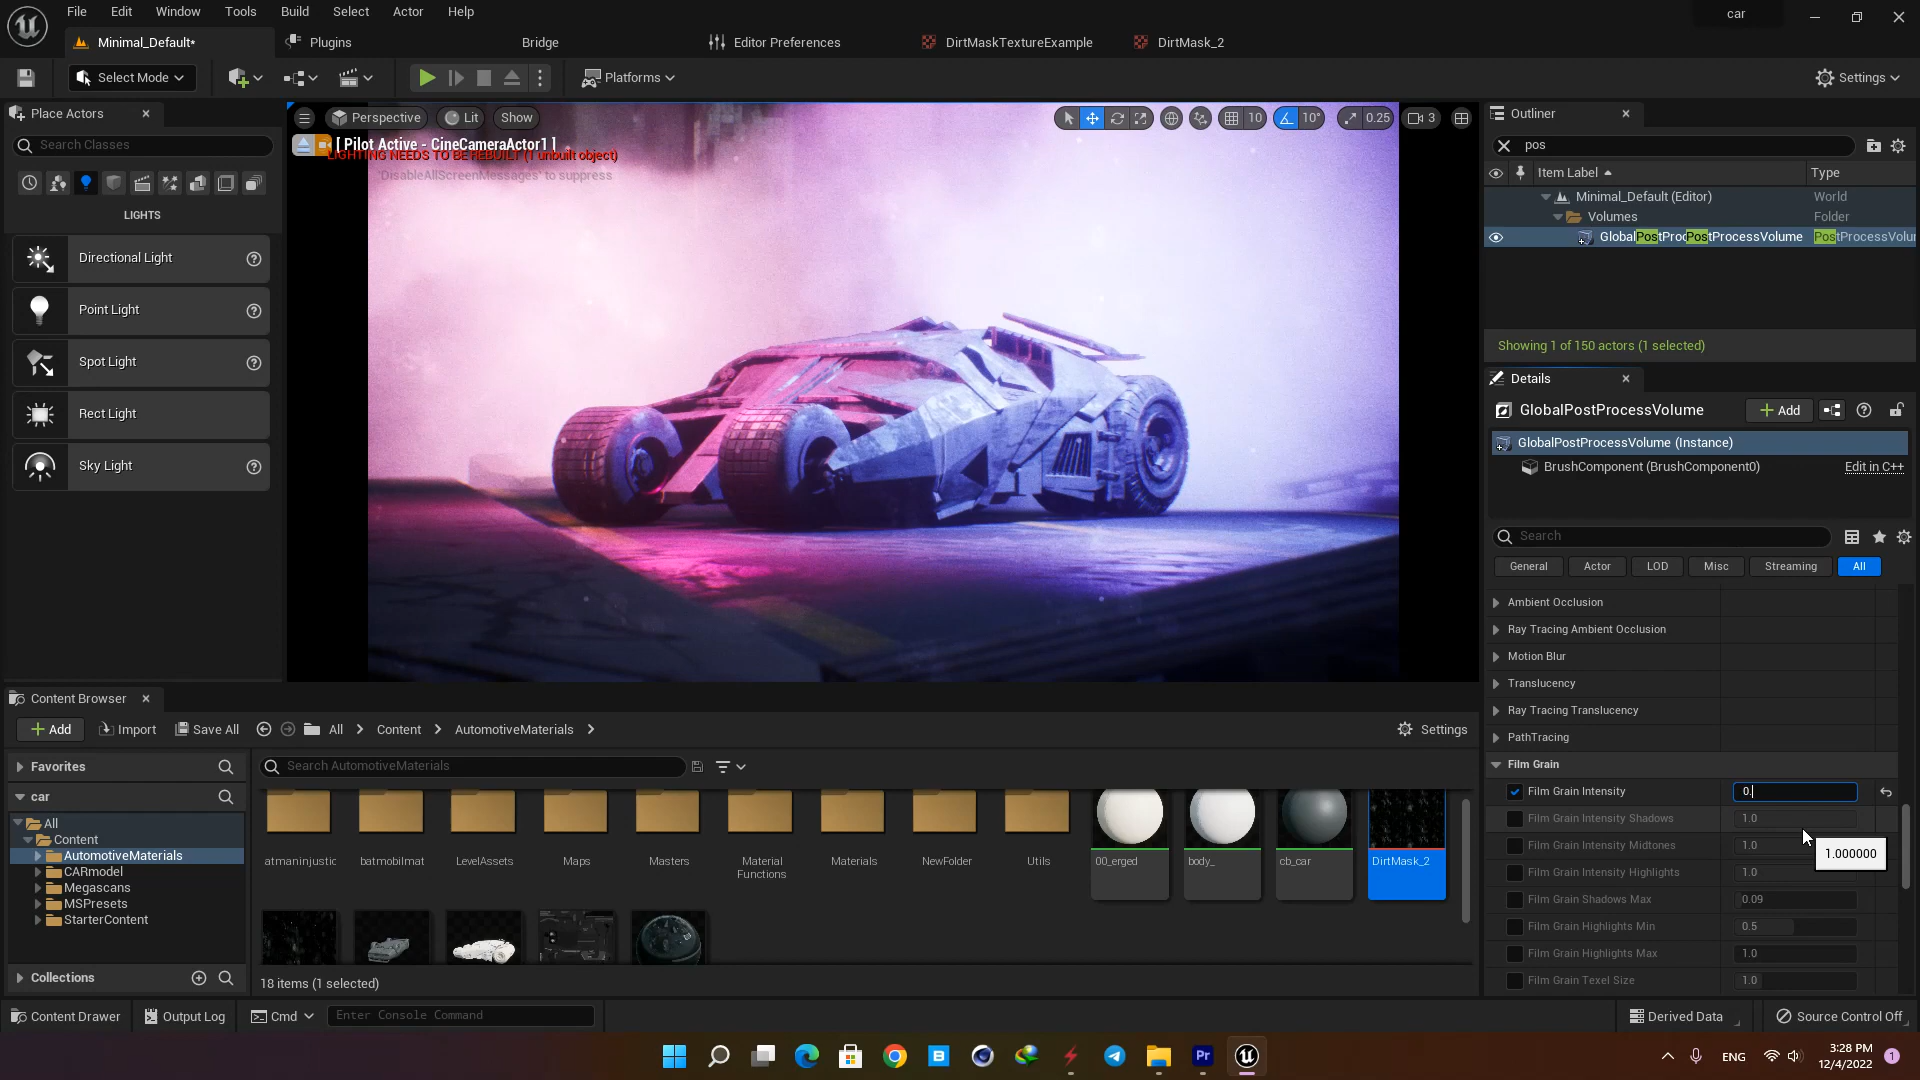 File Edit Window Tools Build Select Actor Help
car
Minimal_Default* Plugins Bridge Editor Preferences DirtMaskTextureExample DirtMask_2
Select Mode Platforms Settings
Place Actors
Search Classes
LIGHTS
Directional Light
Point Light
Spot Light
Rect Light
Sky Light
Perspective Lit Show 10 10° 0.25 3
[ Pilot Active - CineCameraActor1 ]
LIGHTING NEEDS TO BE REBUILT (1 unbuilt object)
'DisableAllScreenMessages' to suppress
Outliner
pos
Item Label Type
Minimal_Default (Editor) World
Volumes Folder
GlobalPostProcPostProcessVolume PostProcessVolur
Showing 1 of 150 actors (1 selected)
Details
GlobalPostProcessVolume Add
GlobalPostProcessVolume (Instance)
BrushComponent (BrushComponent0) Edit in C++
Search
General Actor LOD Misc Streaming All
Ambient Occlusion
Ray Tracing Ambient Occlusion
Motion Blur
Translucency
Ray Tracing Translucency
PathTracing
Film Grain
Film Grain Intensity 0.
Film Grain Intensity Shadows 1.0
Film Grain Intensity Midtones 1.0
1.000000
Film Grain Intensity Highlights 1.0
Film Grain Shadows Max 0.09
Film Grain Highlights Min 0.5
Film Grain Highlights Max 1.0
Film Grain Texel Size 1.0
Content Browser
Add Import Save All All Content AutomotiveMaterials Settings
Favorites
Search AutomotiveMaterials
car
All
Content
AutomotiveMaterials
CARmodel
Megascans
MSPresets
StarterContent
Collections
atmaninjustic batmobilmat LevelAssets Maps Masters Material Functions Materials NewFolder Utils 00_erged body_ cb_car DirtMask_2
18 items (1 selected)
Content Drawer Output Log Cmd Enter Console Command Derived Data Source Control Off
ENG 3:28 PM
12/4/2022 1